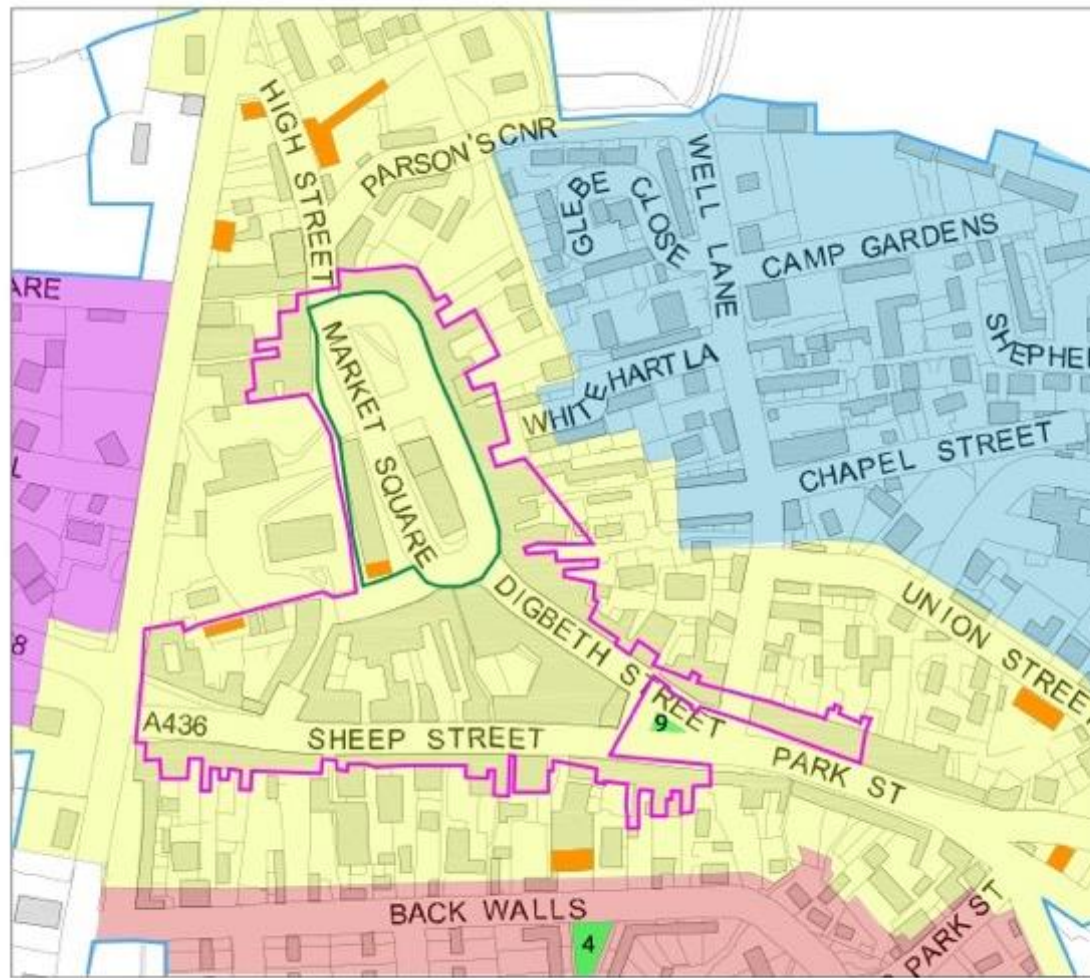 HIGH STREET
PARSON'S CNR
GLEBE CLOSE
WELL LANE
CAMP GARDENS
ARE
MARKET SQUARE
WHITE HART LA
SHEPHE
CHAPEL STREET
L
DIGBETH STREET
UNION STREET
8
A436
SHEEP STREET
9
PARK ST
BACK WALLS
4
PARK ST